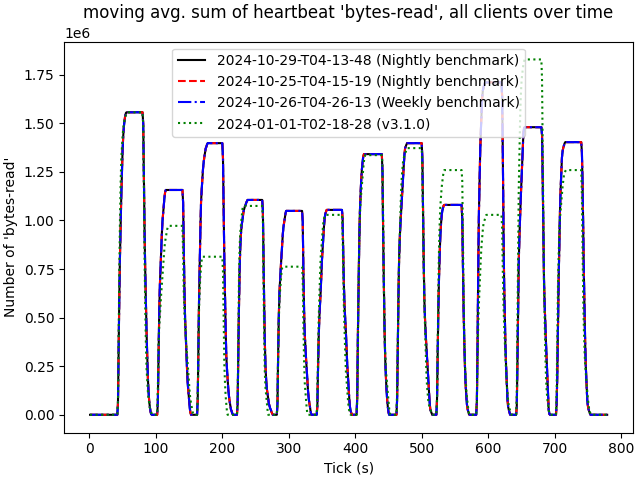 moving avg. sum of heartbeat 'bytes-read', all clients over time
1e6
2024-10-29-T04-13-48 (Nightly benchmark)
2024-10-25-T04-15-19 (Nightly benchmark)
2024-10-26-T04-26-13 (Weekly benchmark)
2024-01-01-T02-18-28 (v3.1.0)
1.75
1.50
1.25
1.00
0.75
0.50
0.25
0.00
Number of 'bytes-read'
0 100 200 300 400 500 600 700 800
Tick (s)